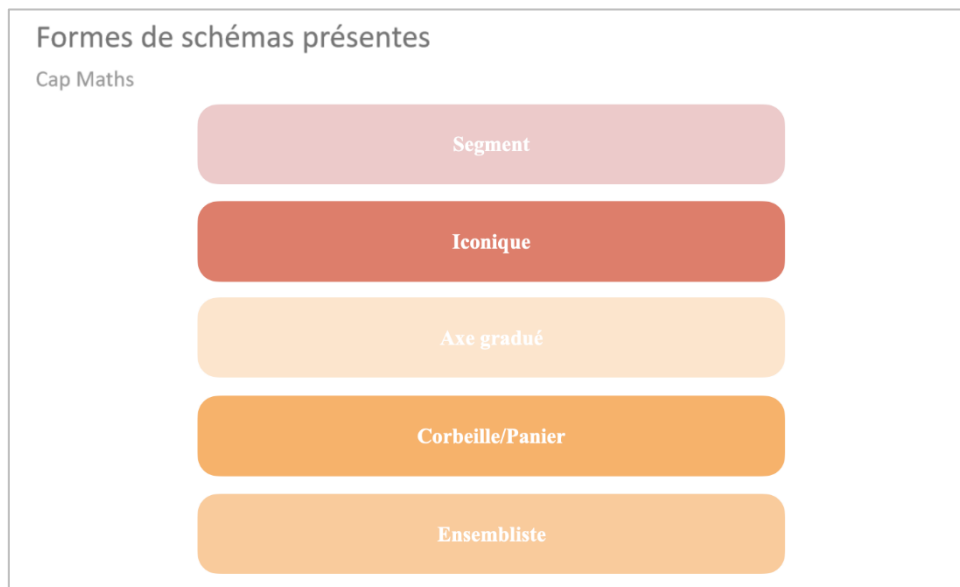 Formes de schémas présentes
Cap Maths
Segment
Iconique
Axe gradué
Corbeille/Panier
Ensembliste